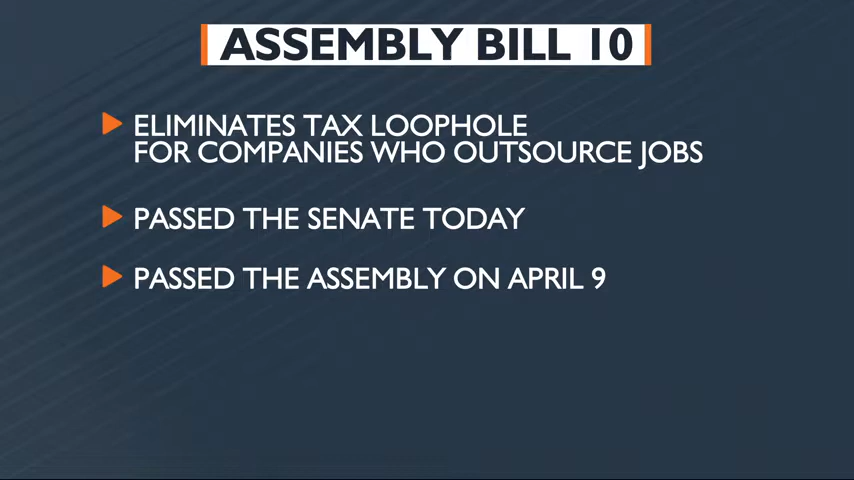 ASSEMBLY BILL 10
ELIMINATES TAX LOOPHOLE
FOR COMPANIES WHO OUTSOURCE JOBS
PASSED THE SENATE TODAY
PASSED THE ASSEMBLY ON APRIL 9